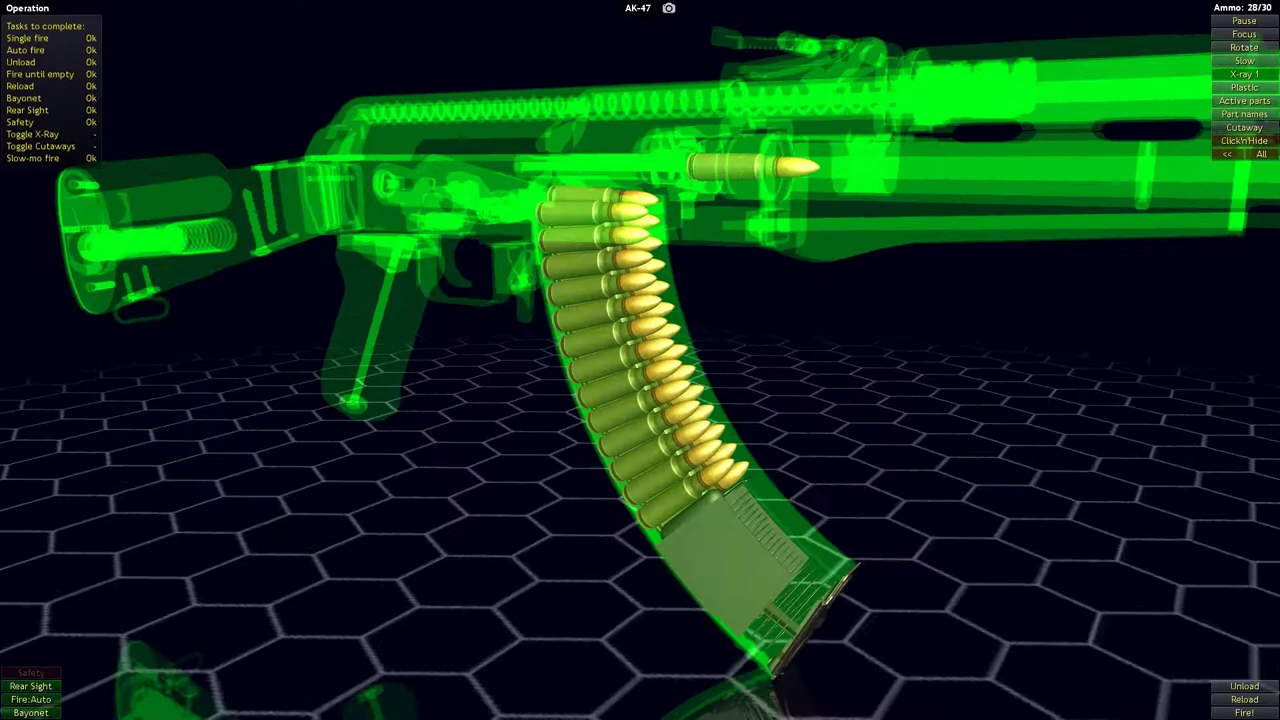 Operation
AK-47
Ammo: 28/30
Tasks to complete:
Single fire Ok
Auto fire Ok
Unload Ok
Fire until empty Ok
Reload Ok
Bayonet Ok
Rear Sight Ok
Safety Ok
Toggle X-Ray -
Toggle Cutaways -
Slow-mo fire Ok
Pause
Focus
Rotate
Slow
X-ray 1
Plastic
Active parts
Part names
Cutaway
Click'n'Hide
<< All
Safety
Rear Sight
Fire:Auto
Bayonet
Unload
Reload
Fire!